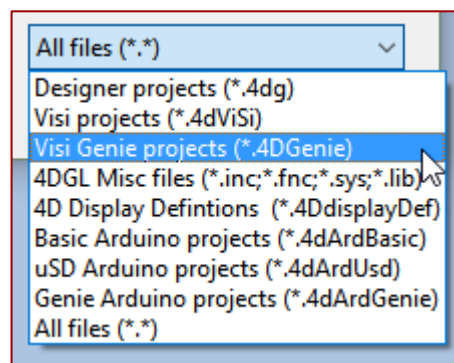 All files (*.*)
Designer projects (*.4dg)
Visi projects (*.4dViSi)
Visi Genie projects (*.4DGenie)
4DGL Misc files (*.inc;*.fnc;*.sys;*.lib)
4D Display Defintions  (*.4DdisplayDef)
Basic Arduino projects (*.4dArdBasic)
uSD Arduino projects (*.4dArdUsd)
Genie Arduino projects (*.4dArdGenie)
All files (*.*)